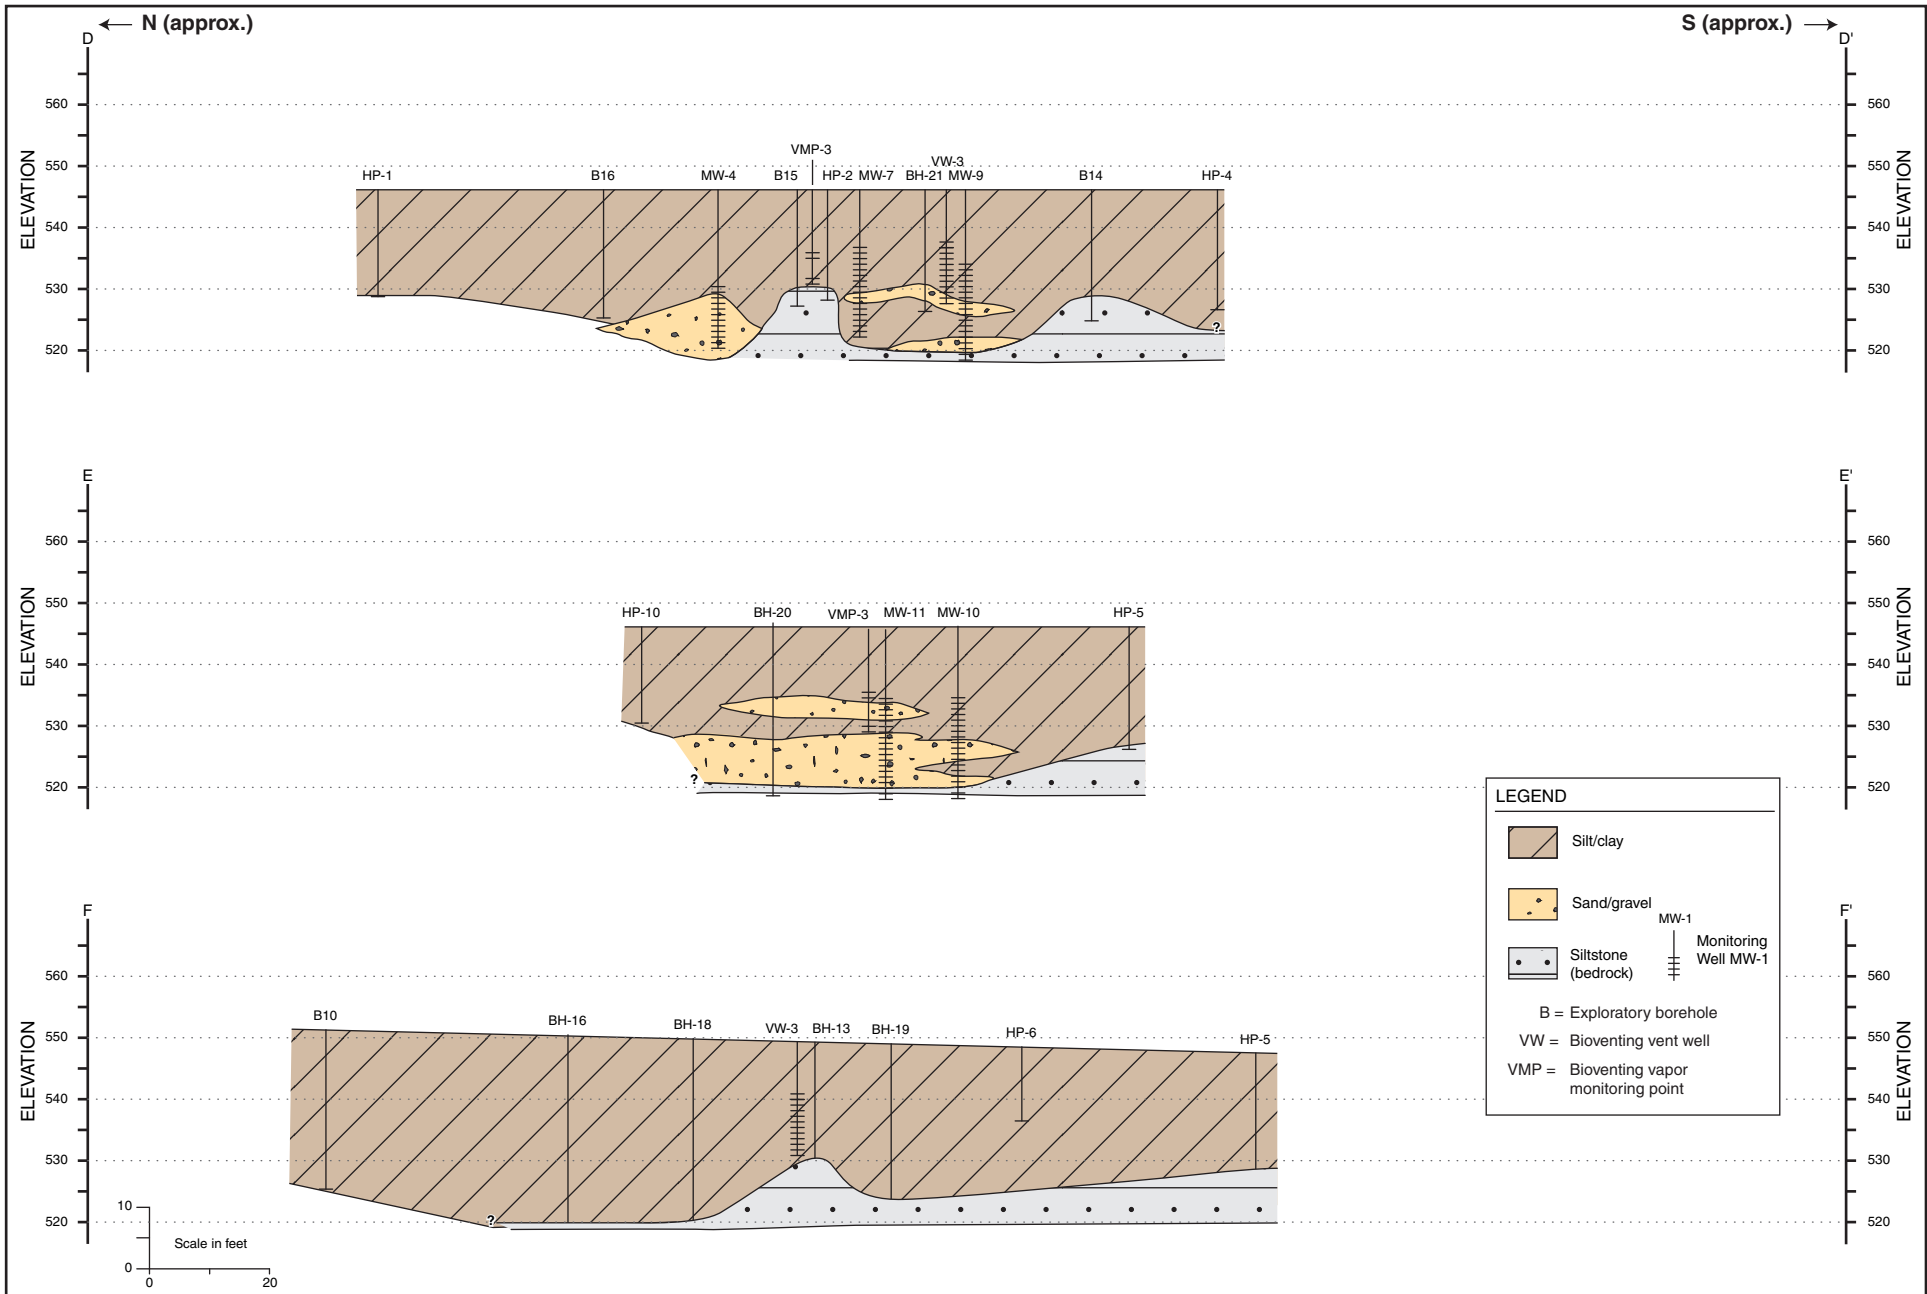 N (approx.)
S (approx.)
D
D'
ELEVATION
560
550
540
530
520
VMP-3
VW-3
HP-1
B16
MW-4
B15
HP-2
MW-7
BH-21
MW-9
B14
HP-4
?
560
550
540
530
520
ELEVATION
E
E'
ELEVATION
560
550
540
530
520
HP-10
BH-20
VMP-3
MW-11
MW-10
HP-5
?
560
550
540
530
520
ELEVATION
LEGEND
Silt/clay
Sand/gravel
Siltstone
(bedrock)
MW-1
Monitoring
Well MW-1
B = Exploratory borehole
VW = Bioventing vent well
VMP = Bioventing vapor
monitoring point
F
F'
ELEVATION
560
550
540
530
520
B10
BH-16
BH-18
VW-3
BH-13
BH-19
HP-6
HP-5
?
560
550
540
530
520
ELEVATION
10
0
Scale in feet
0
20